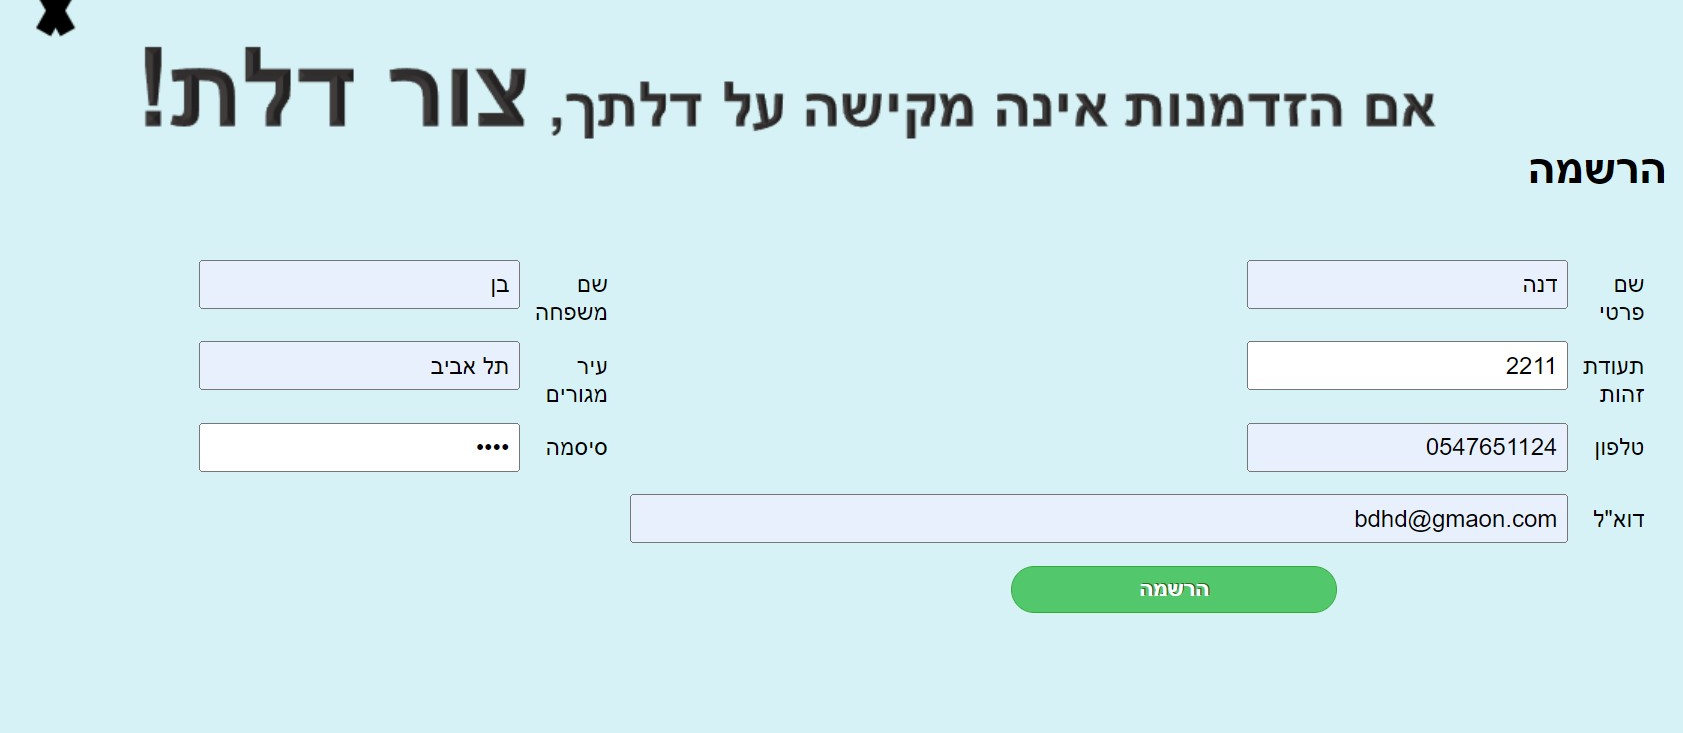 אם הזדמנות אינה מקישה על דלתך, צור דלת!
הרשמה
שם פרטי
דנה
שם משפחה
בן
תעודת זהות
2211
עיר מגורים
תל אביב
טלפון
0547651124
סיסמה
••••
דוא"ל
bdhd@gmaon.com
הרשמה